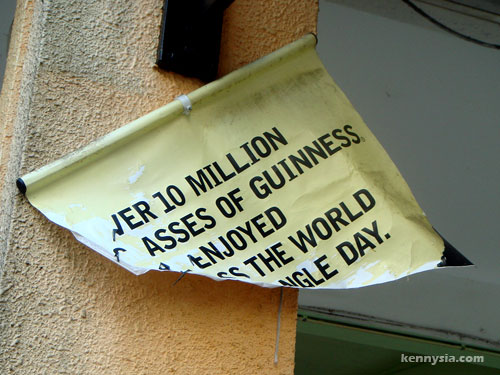 VER 10 MILLION
ASSES OF GUINNESS
ENJOYED
SS THE WORLD
NGLE DAY.
kennysia.com